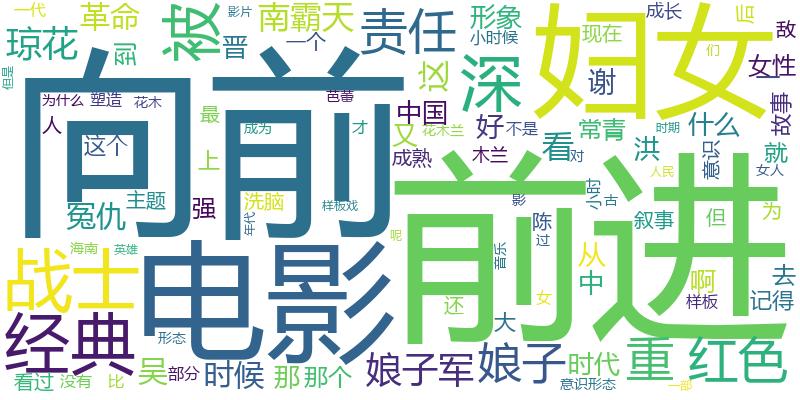 一代 影片 南霸天 形象 成长 后 敌
革命 一个 小时候 现在 们
琼花 到 被 晋 责任 妇女 女性
但是 向前 这 深 谢 一
为什么 塑造 花木 芭蕾 中国 好 不是 常青 什么 故事
人 最 成为 才 又 花木兰 时期
这个 上 成熟 木兰 看 对 洪 意识 就
主题 强 洗脑 样板戏 前进 女人
冤仇 年代 影 小时 古 人民
海南 英雄 呢 陈 叙事 但 为
战士 电影 音乐 过 从 啊 去
还 女 中 样板 记得
经典 形态 大
看过 没有 比 吴 部分 时候 那 那个 娘子军 娘子 时代 重 红色
意识形态 一部